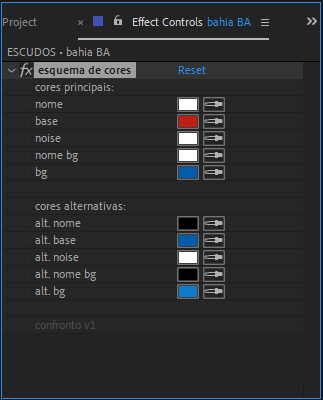 Project
Effect Controls bahia BA
ESCUDOS • bahia BA
fx esquema de cores Reset
cores principais:
nome
base
noise
nome bg
bg
cores alternativas:
alt. nome
alt. base
alt. noise
alt. nome bg
alt. bg
confronto v1